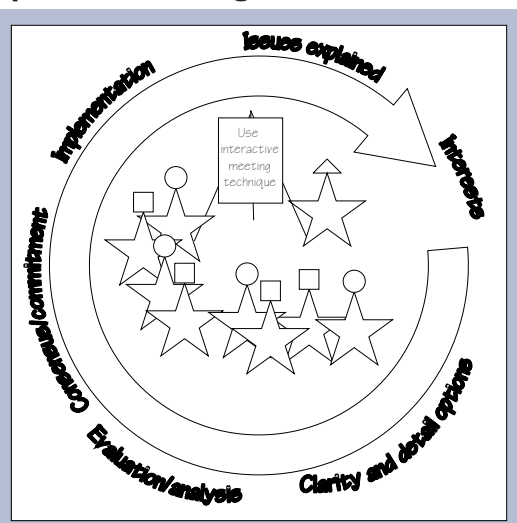 Issues explained
Interests
Clarity and detail options
Evaluation/analysis
Consensus/commitment
Implementation
Use
interactive
meeting
technique